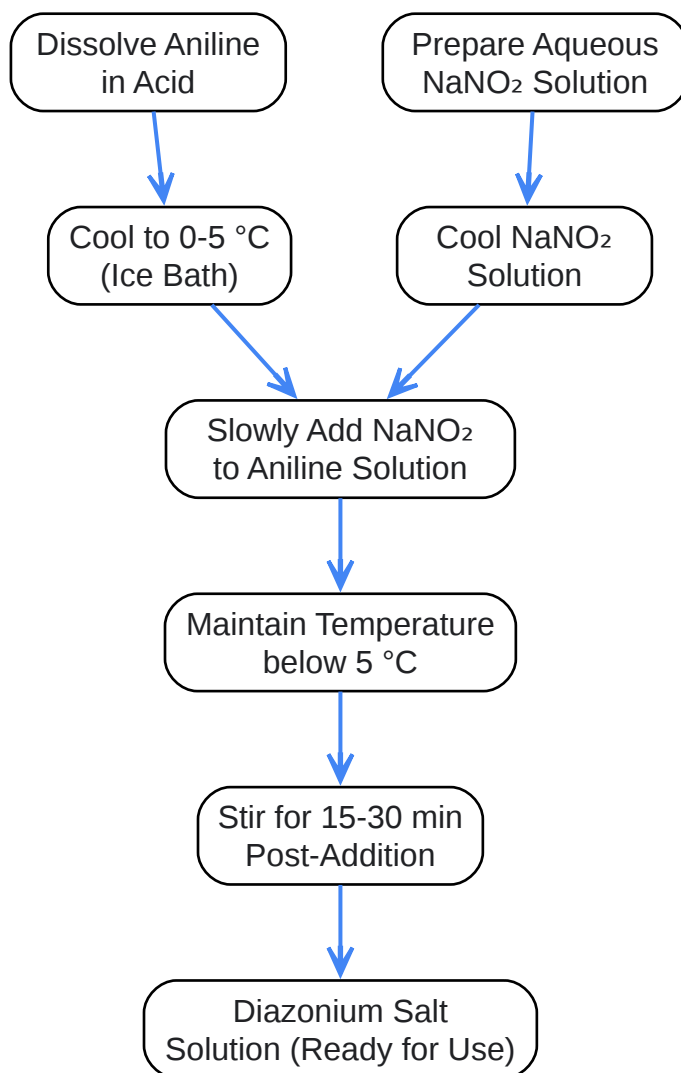 Dissolve Aniline
in Acid
Prepare Aqueous
NaNO₂ Solution
Cool to 0-5 °C
(Ice Bath)
Cool NaNO₂
Solution
Slowly Add NaNO₂
to Aniline Solution
Maintain Temperature
below 5 °C
Stir for 15-30 min
Post-Addition
Diazonium Salt
Solution (Ready for Use)